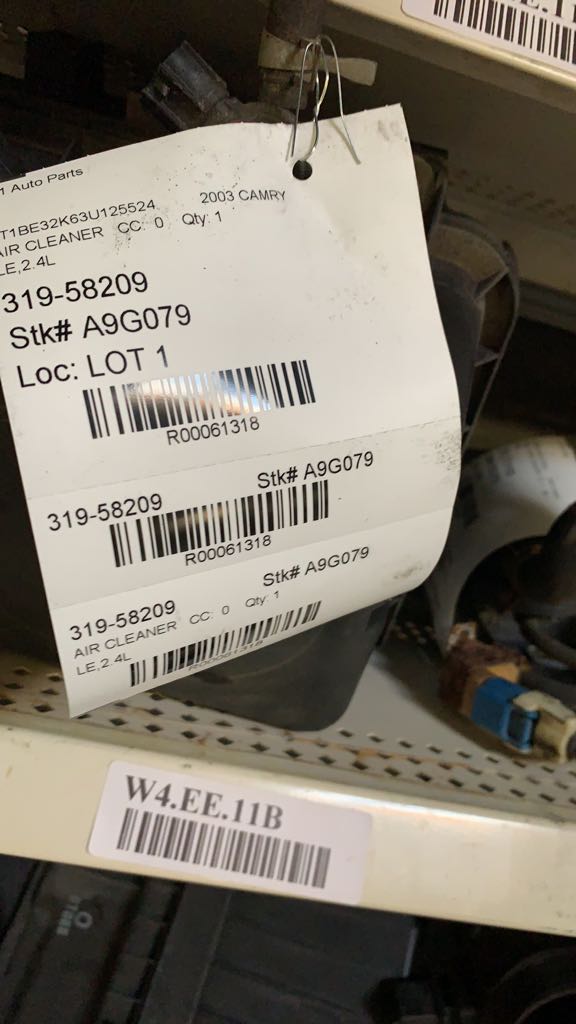 1 Auto Parts
T1BE32K63U125524 2003 CAMRY
AIR CLEANER CC: 0 Qty: 1
LE,2.4L
319-58209
Stk# A9G079
Loc: LOT 1
R00061318
319-58209 Stk# A9G079
R00061318
319-58209 Stk# A9G079
AIR CLEANER CC: 0 Qty: 1
LE,2.4L
R00061318
W4.EE.11B